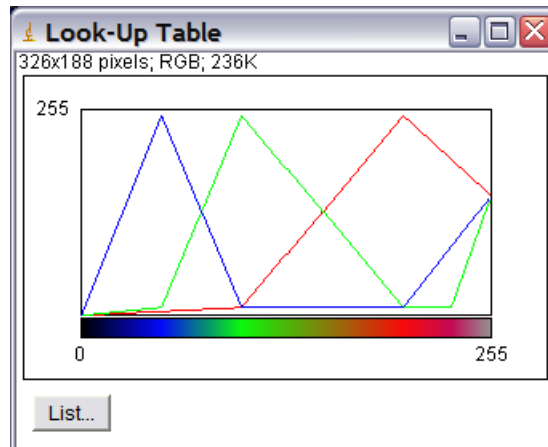 Look-Up Table
326x188 pixels; RGB; 236K
255
0 255
List...